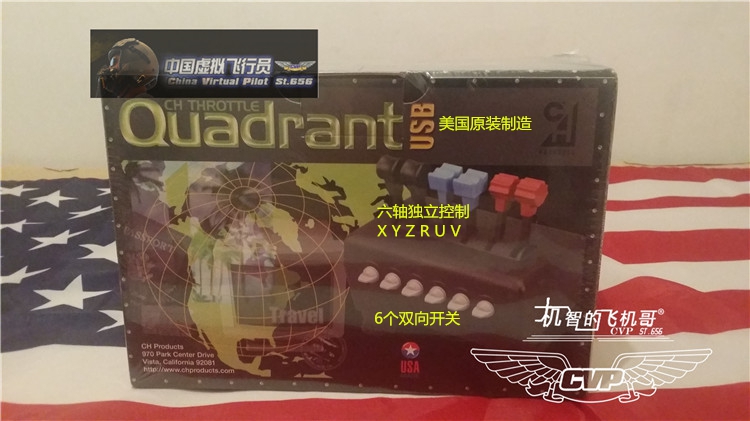 中国虚拟飞行员
China Virtual Pilot St.656
CH THROTTLE
Quadrant
USB
CH
美国原装制造
六轴独立控制
X Y Z R U V
6个双向开关
Travel
CH Products
970 Park Center Drive
Vista, California 92081
http://www.chproducts.com
USA
机智的飞机哥®
CVP ST.656
CVP